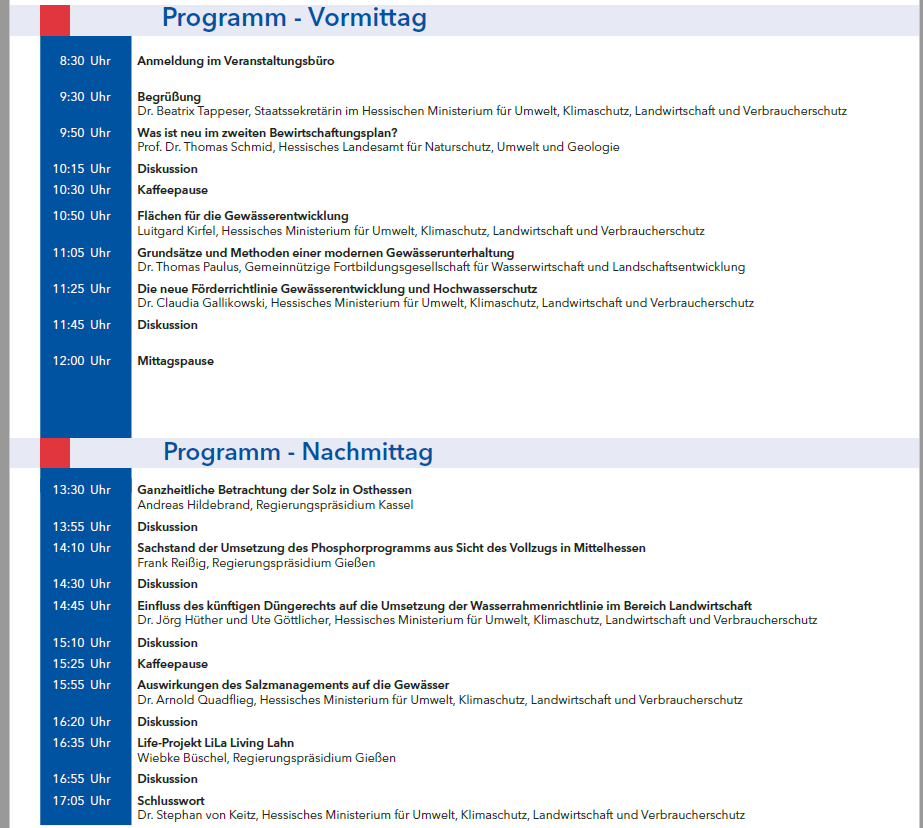 Programm - Vormittag
8:30 Uhr Anmeldung im Veranstaltungsbüro
9:30 Uhr Begrüßung
Dr. Beatrix Tappeser, Staatssekretärin im Hessischen Ministerium für Umwelt, Klimaschutz, Landwirtschaft und Verbraucherschutz
9:50 Uhr Was ist neu im zweiten Bewirtschaftungsplan?
Prof. Dr. Thomas Schmid, Hessisches Landesamt für Naturschutz, Umwelt und Geologie
10:15 Uhr Diskussion
10:30 Uhr Kaffeepause
10:50 Uhr Flächen für die Gewässerentwicklung
Luitgard Kirfel, Hessisches Ministerium für Umwelt, Klimaschutz, Landwirtschaft und Verbraucherschutz
11:05 Uhr Grundsätze und Methoden einer modernen Gewässerunterhaltung
Dr. Thomas Paulus, Gemeinnützige Fortbildungsgesellschaft für Wasserwirtschaft und Landschaftsentwicklung
11:25 Uhr Die neue Förderrichtlinie Gewässerentwicklung und Hochwasserschutz
Dr. Claudia Gallikowski, Hessisches Ministerium für Umwelt, Klimaschutz, Landwirtschaft und Verbraucherschutz
11:45 Uhr Diskussion
12:00 Uhr Mittagspause
Programm - Nachmittag
13:30 Uhr Ganzheitliche Betrachtung der Solz in Osthessen
Andreas Hildebrand, Regierungspräsidium Kassel
13:55 Uhr Diskussion
14:10 Uhr Sachstand der Umsetzung des Phosphorprogramms aus Sicht des Vollzugs in Mittelhessen
Frank Reißig, Regierungspräsidium Gießen
14:30 Uhr Diskussion
14:45 Uhr Einfluss des künftigen Düngerechts auf die Umsetzung der Wasserrahmenrichtlinie im Bereich Landwirtschaft
Dr. Jörg Hüther und Ute Göttlicher, Hessisches Ministerium für Umwelt, Klimaschutz, Landwirtschaft und Verbraucherschutz
15:10 Uhr Diskussion
15:25 Uhr Kaffeepause
15:55 Uhr Auswirkungen des Salzmanagements auf die Gewässer
Dr. Arnold Quadflieg, Hessisches Ministerium für Umwelt, Klimaschutz, Landwirtschaft und Verbraucherschutz
16:20 Uhr Diskussion
16:35 Uhr Life-Projekt LiLa Living Lahn
Wiebke Büschel, Regierungspräsidium Gießen
16:55 Uhr Diskussion
17:05 Uhr Schlusswort
Dr. Stephan von Keitz, Hessisches Ministerium für Umwelt, Klimaschutz, Landwirtschaft und Verbraucherschutz